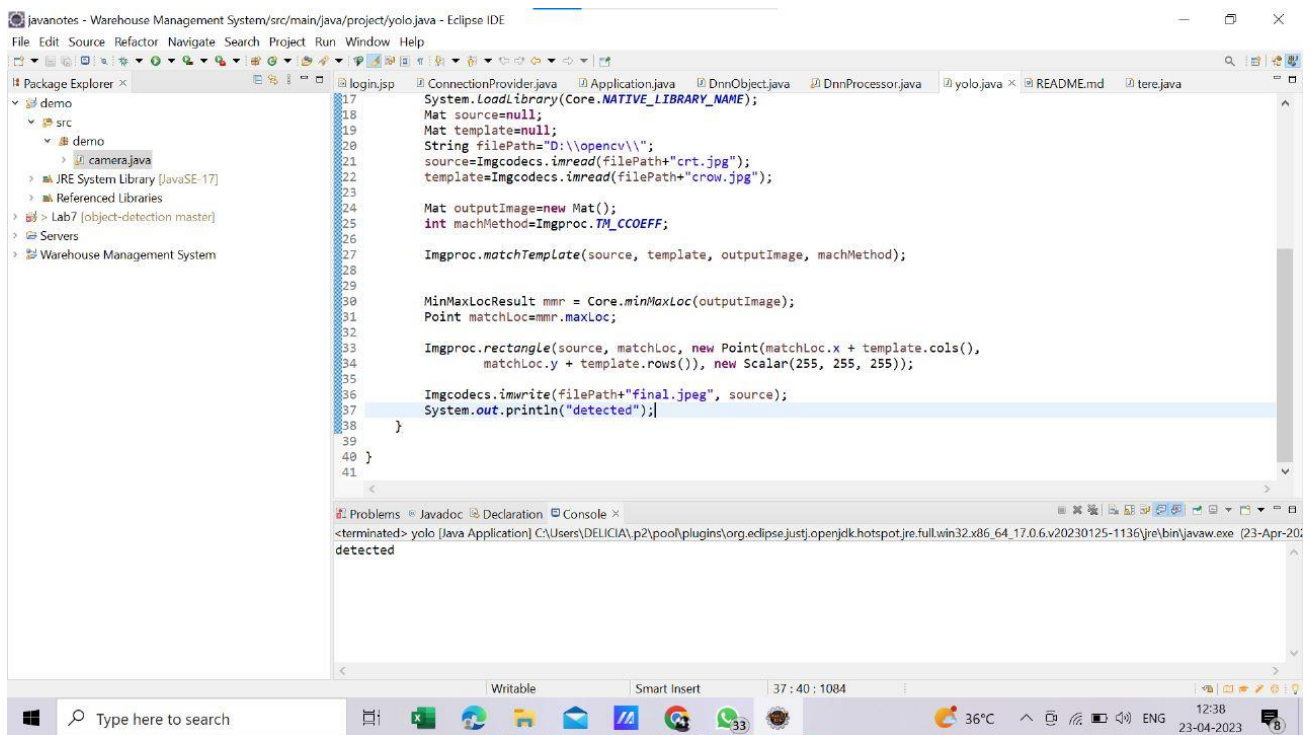 javanotes - Warehouse Management System/src/main/java/project/yolo.java - Eclipse IDE
File Edit Source Refactor Navigate Search Project Run Window Help
Package Explorer
demo
src
demo
camera.java
JRE System Library [JavaSE-17]
Referenced Libraries
> Lab7 [object-detection master]
Servers
Warehouse Management System
login.jsp ConnectionProvider.java Application.java DnnObject.java DnnProcessor.java yolo.java README.md tere.java
17 System.loadLibrary(Core.NATIVE_LIBRARY_NAME);
18 Mat source=null;
19 Mat template=null;
20 String filePath="D:\\opencv\\";
21 source=Imgcodecs.imread(filePath+"crt.jpg");
22 template=Imgcodecs.imread(filePath+"crow.jpg");
23
24 Mat outputImage=new Mat();
25 int machMethod=Imgproc.TM_CCOEFF;
26
27 Imgproc.matchTemplate(source, template, outputImage, machMethod);
28
29
30 MinMaxLocResult mmr = Core.minMaxLoc(outputImage);
31 Point matchLoc=mmr.maxLoc;
32
33 Imgproc.rectangle(source, matchLoc, new Point(matchLoc.x + template.cols(),
34 matchLoc.y + template.rows()), new Scalar(255, 255, 255));
35
36 Imgcodecs.imwrite(filePath+"final.jpeg", source);
37 System.out.println("detected");
38 }
39
40 }
41
Problems Javadoc Declaration Console
<terminated> yolo [Java Application] C:\Users\DELICIA\.p2\pool\plugins\org.eclipse.justj.openjdk.hotspot.jre.full.win32.x86_64_17.0.6.v20230125-1136\jre\bin\javaw.exe (23-Apr-202
detected
Writable Smart Insert 37 : 40 : 1084
Type here to search 33 36°C ENG 12:38
23-04-2023 8